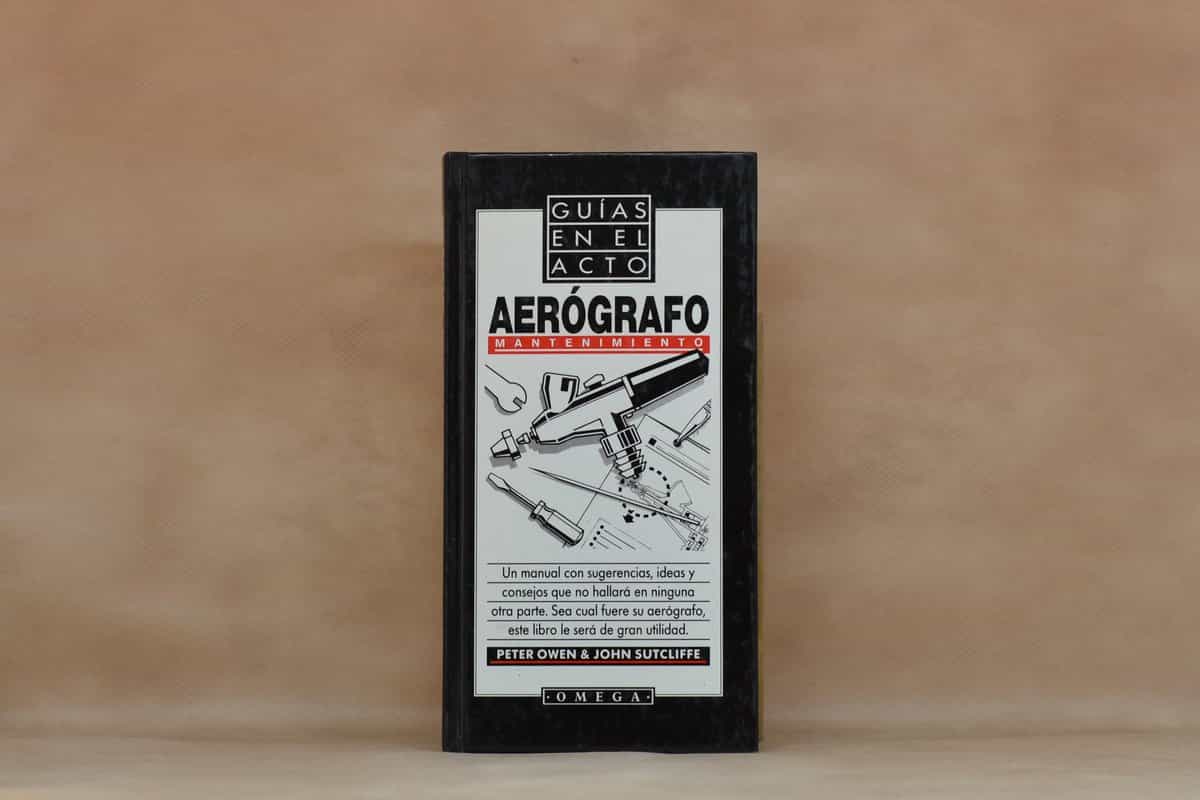 GUÍAS
EN EL
ACTO
AERÓGRAFO
MANTENIMIENTO
Un manual con sugerencias, ideas y
consejos que no hallará en ninguna
otra parte. Sea cual fuere su aerógrafo,
este libro le será de gran utilidad.
PETER OWEN & JOHN SUTCLIFFE
·OMEGA·